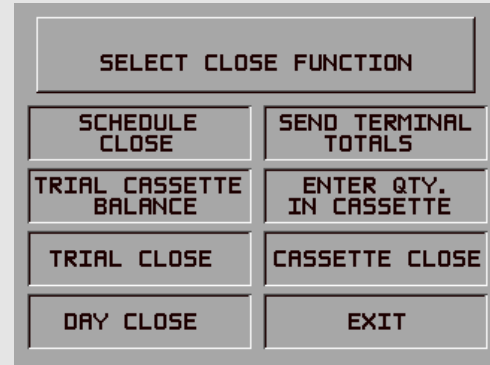 SELECT CLOSE FUNCTION
SCHEDULE
CLOSE
SEND TERMINAL
TOTALS
TRIAL CASSETTE
BALANCE
ENTER QTY.
IN CASSETTE
TRIAL CLOSE
CASSETTE CLOSE
DAY CLOSE
EXIT